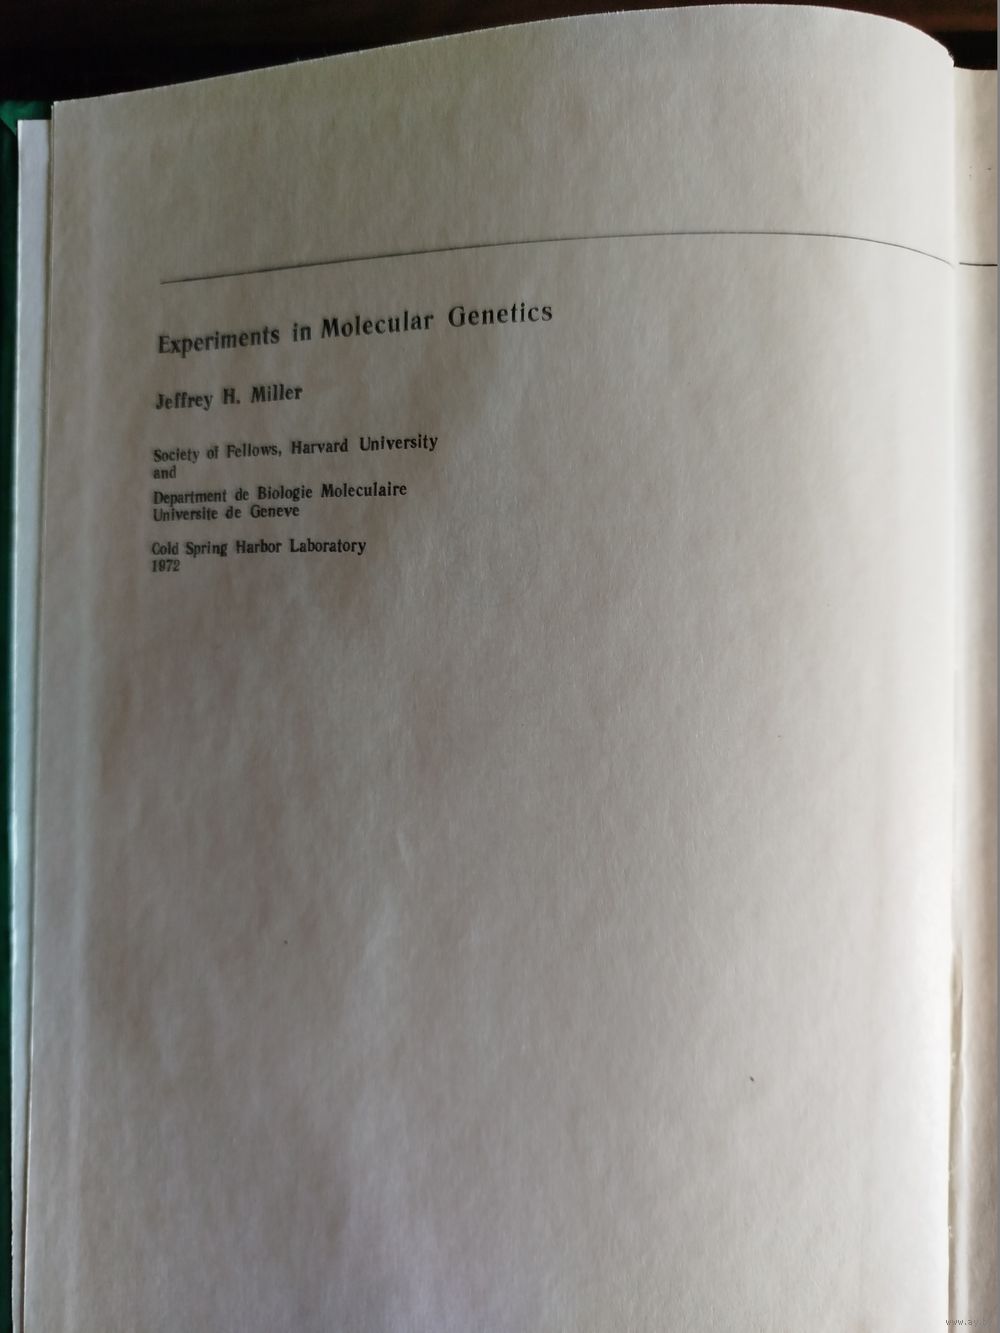 Experiments in Molecular Genetics
Jeffrey H. Miller
Society of Fellows, Harvard University
and
Department de Biologie Moleculaire
Universite de Geneve
Cold Spring Harbor Laboratory
1972